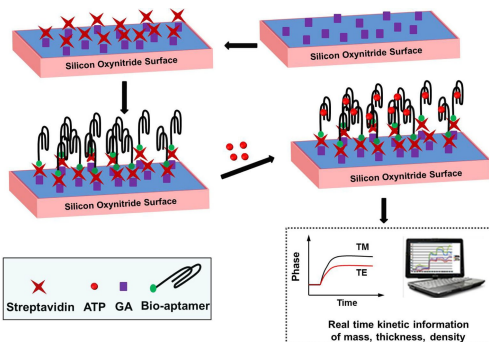 Silicon Oxynitride Surface
Silicon Oxynitride Surface
Silicon Oxynitride Surface
Silicon Oxynitride Surface
Streptavidin ATP GA Bio-aptamer
Phase
TM
TE
Time
Real time kinetic information
of mass, thickness, density